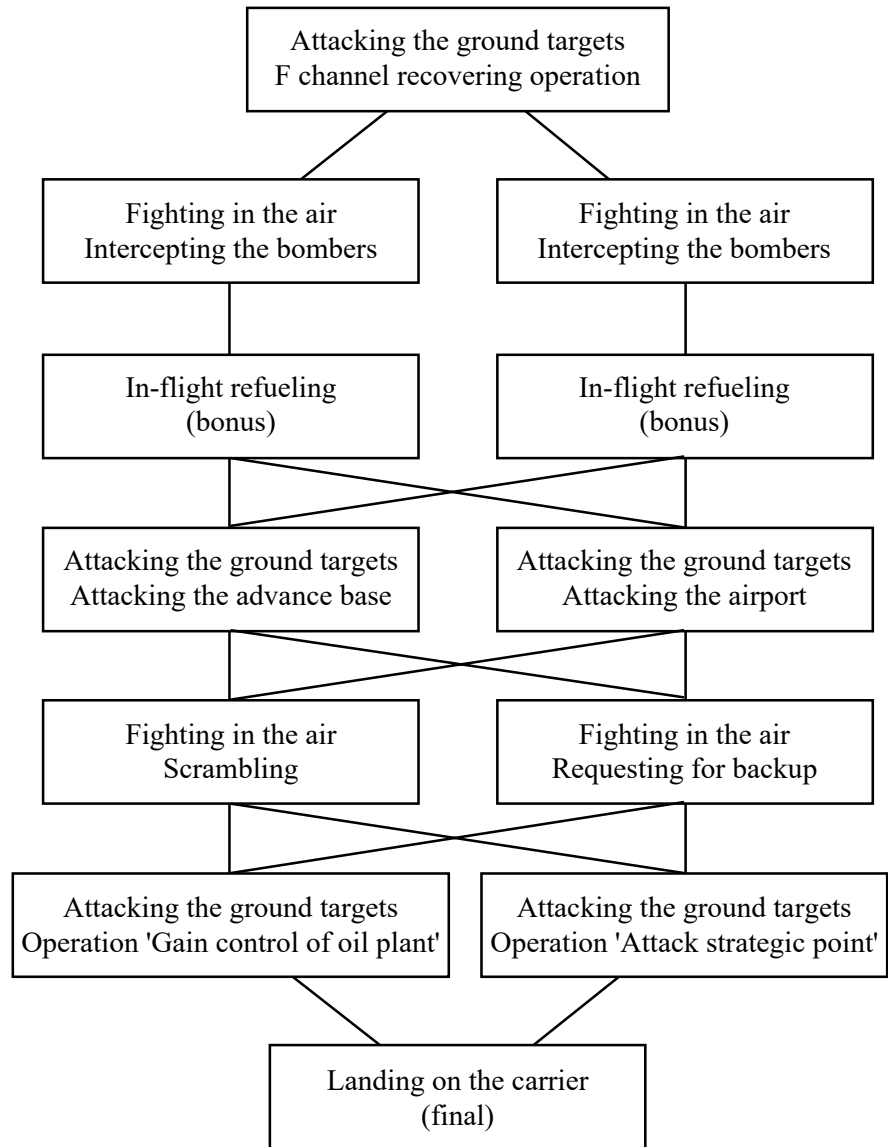 Attacking the ground targets
F channel recovering operation
Fighting in the air
Intercepting the bombers
Fighting in the air
Intercepting the bombers
In-flight refueling
(bonus)
In-flight refueling
(bonus)
Attacking the ground targets
Attacking the advance base
Attacking the ground targets
Attacking the airport
Fighting in the air
Scrambling
Fighting in the air
Requesting for backup
Attacking the ground targets
Operation 'Gain control of oil plant'
Attacking the ground targets
Operation 'Attack strategic point'
Landing on the carrier
(final)